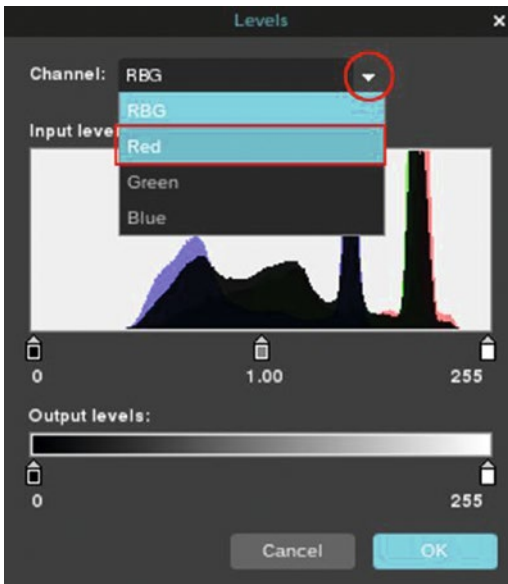 Levels
Channel: RBG
RBG
Input leve
Red
Green
Blue
0 1.00 255
Output levels:
0 255
Cancel OK